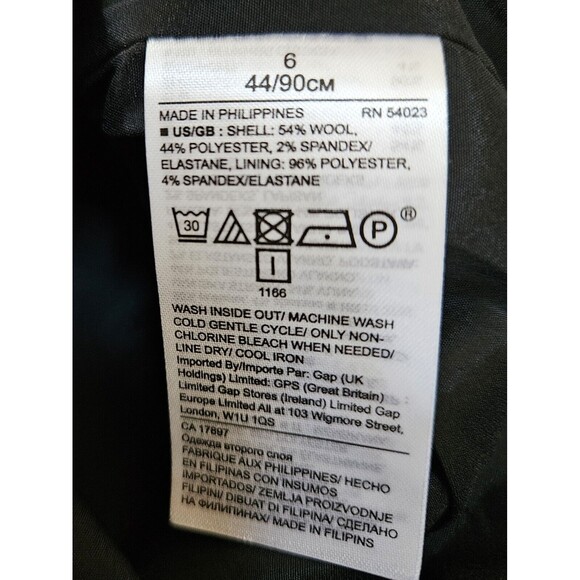 6
44/90CM
MADE IN PHILIPPINES RN 54023
■ US/GB : SHELL: 54% WOOL,
44% POLYESTER, 2% SPANDEX/
ELASTANE, LINING: 96% POLYESTER,
4% SPANDEX/ELASTANE
30 P ®
1166
WASH INSIDE OUT/ MACHINE WASH
COLD GENTLE CYCLE/ ONLY NON-
CHLORINE BLEACH WHEN NEEDED/
LINE DRY/ COOL IRON
Imported By/Importe Par: Gap (UK
Holdings) Limited: GPS (Great Britain)
Limited Gap Stores (Ireland) Limited Gap
Europe Limited All at 103 Wigmore Street,
London, W1U 1QS
CA 17897
Одежда второго слоя
FABRIQUE AUX PHILIPPINES/ HECHO
EN FILIPINAS CON INSUMOS
IMPORTADOS/ ZEMLJA PROIZVODNJE
FILIPINI/ DIBUAT DI FILIPINA/ СДЕЛАНО
НА ФИЛИПИНАХ/ MADE IN FILIPINS